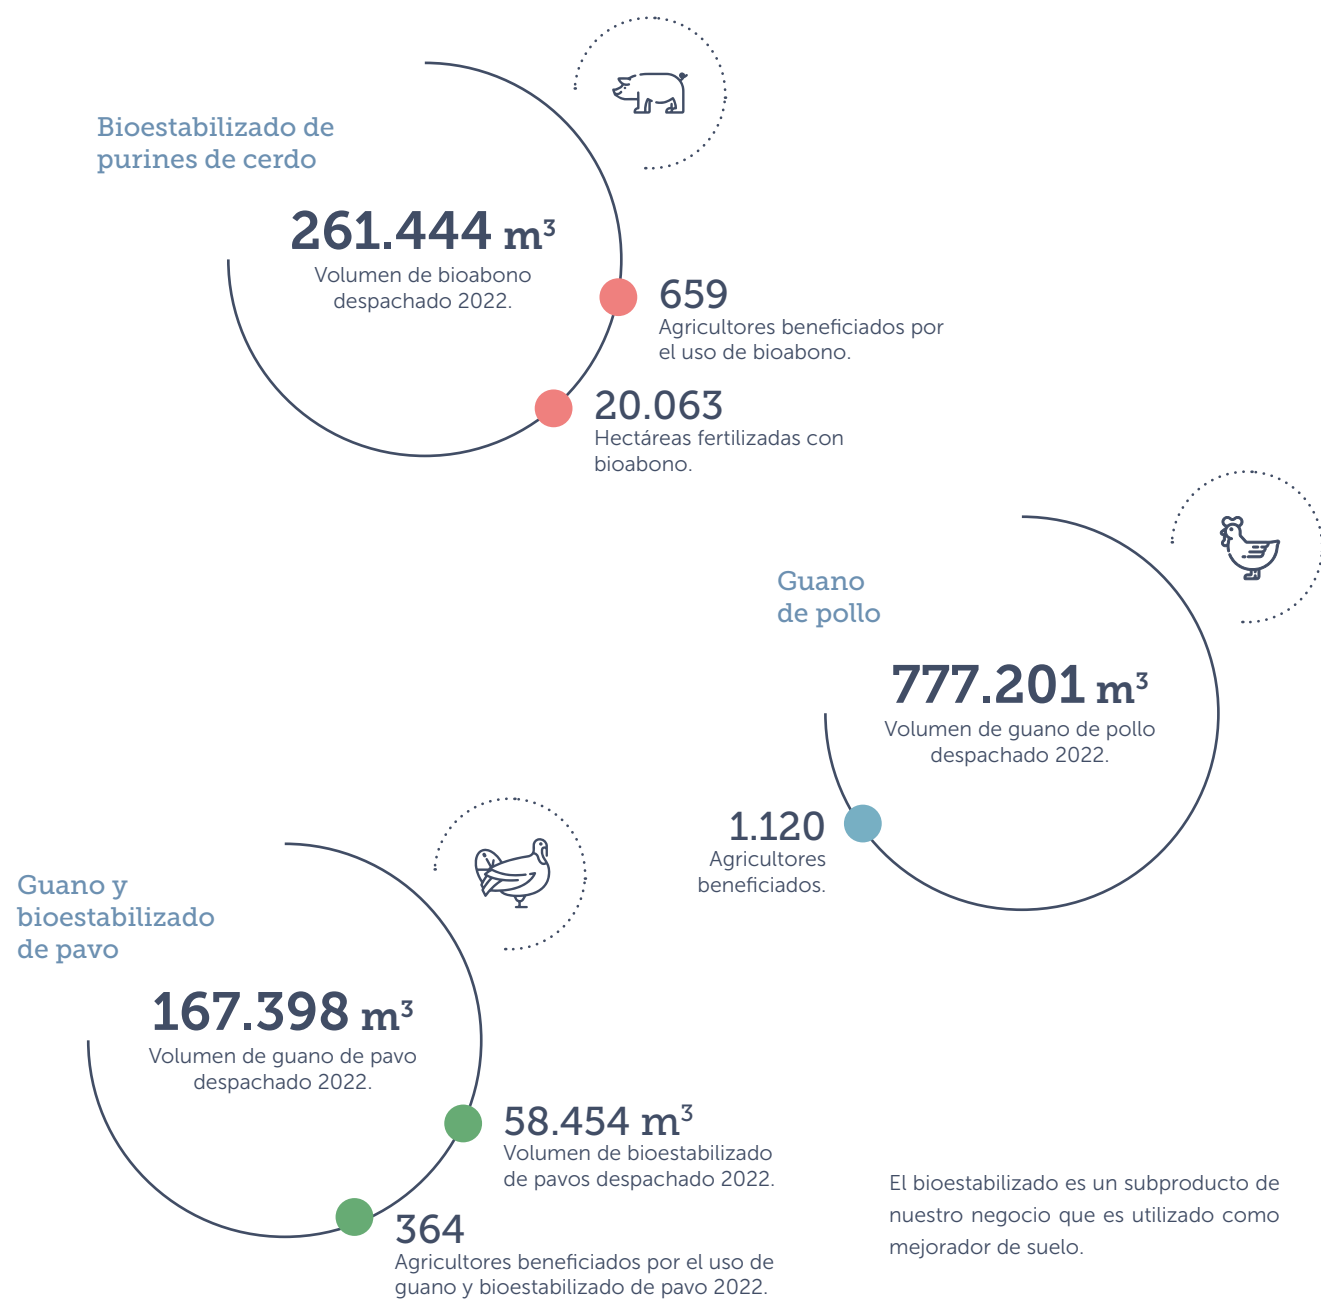 Bioestabilizado de
purines de cerdo
261.444 m³
Volumen de bioabono
despachado 2022.
659
Agricultores beneficiados por
el uso de bioabono.
20.063
Hectáreas fertilizadas con
bioabono.
Guano
de pollo
777.201 m³
Volumen de guano de pollo
despachado 2022.
1.120
Agricultores
beneficiados.
Guano y
bioestabilizado
de pavo
167.398 m³
Volumen de guano de pavo
despachado 2022.
58.454 m³
Volumen de bioestabilizado
de pavos despachado 2022.
364
Agricultores beneficiados por el uso de
guano y bioestabilizado de pavo 2022.
El bioestabilizado es un subproducto de
nuestro negocio que es utilizado como
mejorador de suelo.